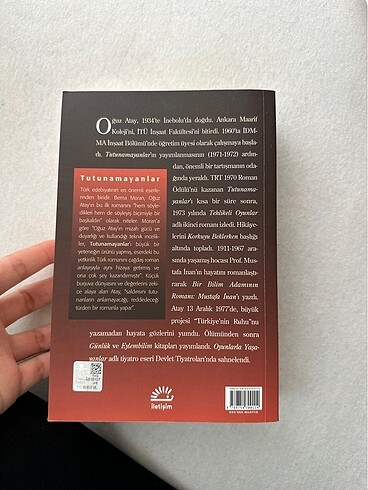 Oğuz Atay, 1934'te İnebolu'da doğdu. Ankara Maarif
Koleji'ni, İTÜ İnşaat Fakültesi'ni bitirdi. 1960'ta İDM-
MA İnşaat Bölümü'nde öğretim üyesi olarak çalışmaya başla-
dı. Tutunamayanlar'ın yayımlanmasının (1971-1972) ardın-
dan, önemli bir tartışmanın oda-
ğında yeraldı. TRT 1970 Roman
Ödülü'nü kazanan Tutunama-
yanlar'ı kısa bir süre sonra,
1973 yılında Tehlikeli Oyunlar
adlı ikinci romanı izledi. Hikâye-
lerini Korkuyu Beklerken başlığı
altında topladı. 1911-1967 ara-
sında yaşamış hocası Prof. Mus-
tafa İnan'ın hayatını romanlaştı-
rarak Bir Bilim Adamının
Romanı: Mustafa İnan'ı yazdı.
Atay 13 Aralık 1977'de, büyük
projesi "Türkiye'nin Ruhu"nu
yazamadan hayata gözlerini yumdu. Ölümünden sonra
Günlük ve Eylembilim kitapları yayımlandı. Oyunlarla Yaşa-
yanlar adlı tiyatro eseri Devlet Tiyatroları'nda sahnelendi.
Tutunamayanlar
Türk edebiyatının en önemli eserle-
rinden biridir. Berna Moran, Oğuz
Atay'ın bu ilk romanını "hem söyle-
dikleri hem de söyleyiş biçimiyle bir
başkaldırı" olarak niteler. Moran'a
göre "Oğuz Atay'ın mizah gücü ve
duyarlığı ve kullandığı teknik incelik-
ler, Tutunamayanlar'ı büyük bir
yeteneğin ürünü yapmış, eserdeki bu
yetkinlik Türk romanını çağdaş roman
anlayışıyla aynı hizaya getirmiş ve
ona çok şey kazandırmıştır". Küçük
burjuva dünyasını ve değerlerini zekice
alaya alan Atay, "saldırısını tutu-
nanların anlamayacağı, reddedeceği
türden bir romanla yapar".
iletişim